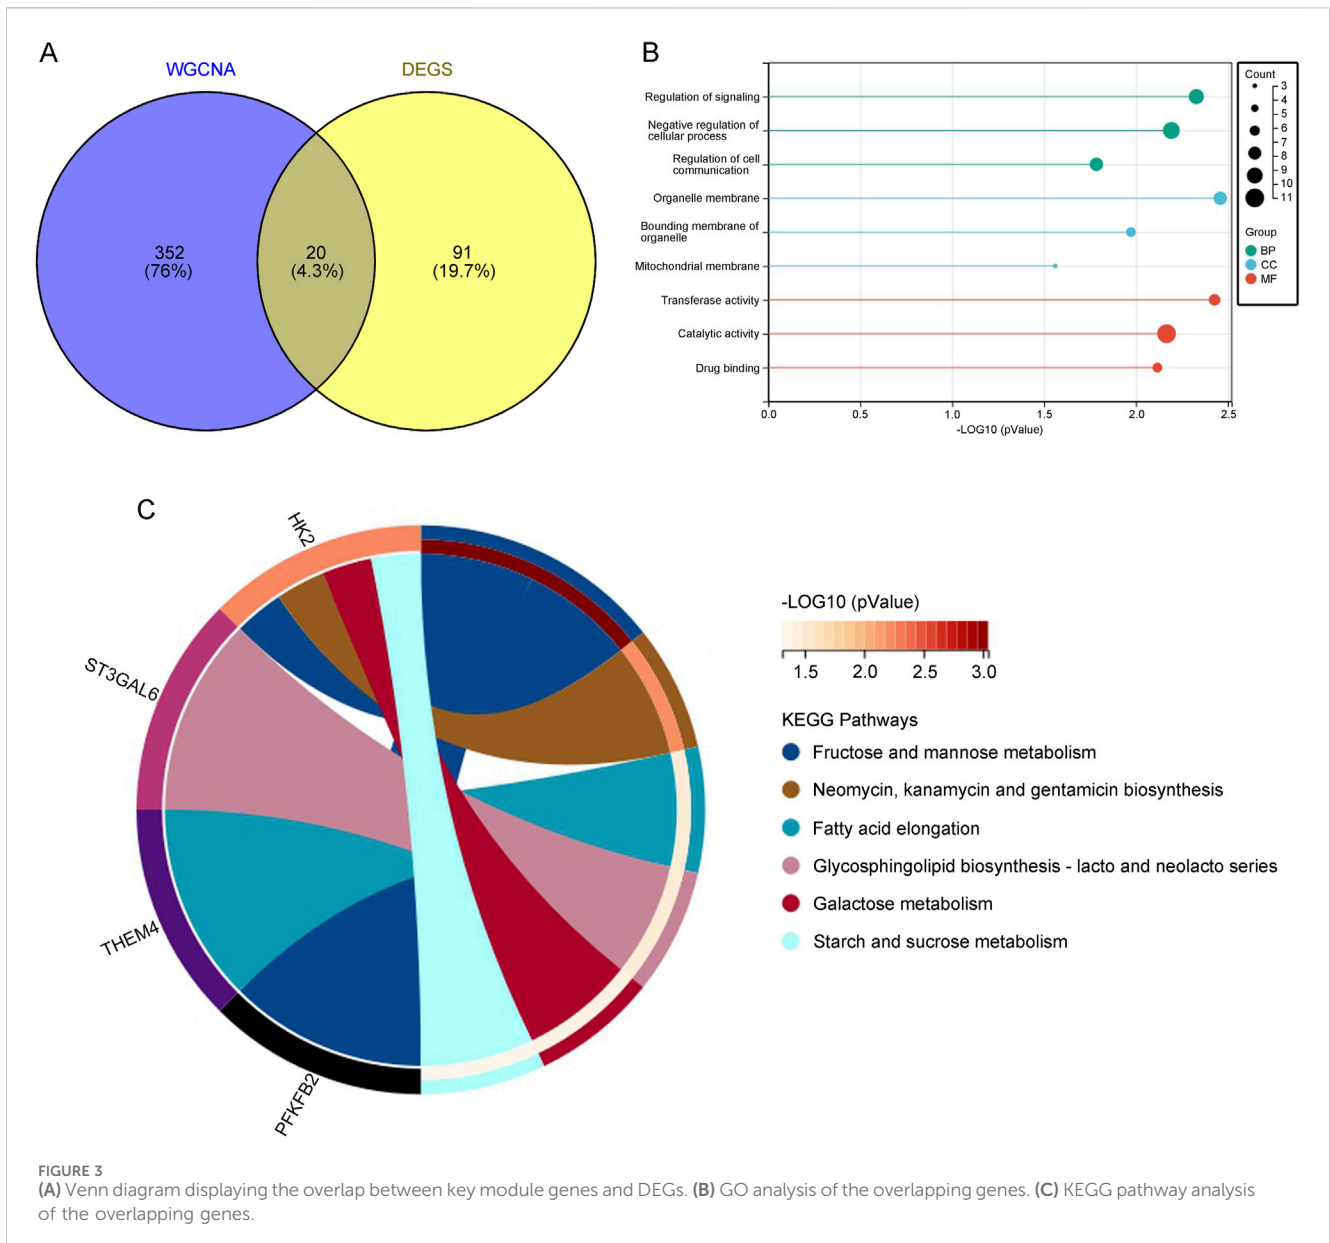 A
WGCNA
DEGS
352
(76%)
20
(4.3%)
91
(19.7%)
B
Regulation of signaling
Negative regulation of
cellular process
Regulation of cell
communication
Organelle membrane
Bounding membrane of
organelle
Mitochondrial membrane
Transferase activity
Catalytic activity
Drug binding
0.0 0.5 1.0 1.5 2.0 2.5
-LOG10 (pValue)
Count
3
4
5
6
7
8
9
10
11
Group
BP
CC
MF
C
HK2
ST3GAL6
THEM4
PFKFB2
-LOG10 (pValue)
1.5 2.0 2.5 3.0
KEGG Pathways
Fructose and mannose metabolism
Neomycin, kanamycin and gentamicin biosynthesis
Fatty acid elongation
Glycosphingolipid biosynthesis - lacto and neolacto series
Galactose metabolism
Starch and sucrose metabolism
FIGURE 3
(A) Venn diagram displaying the overlap between key module genes and DEGs. (B) GO analysis of the overlapping genes. (C) KEGG pathway analysis
of the overlapping genes.